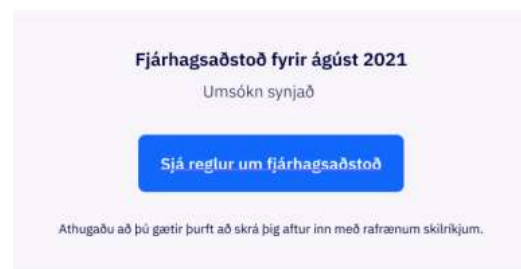 Fjárhagsaðstoð fyrir ágúst 2021
Umsókn synjað
Sjá reglur um fjárhagsaðstoð
Athugaðu að þú gætir þurft að skrá þig aftur inn með rafrænum skilríkjum.